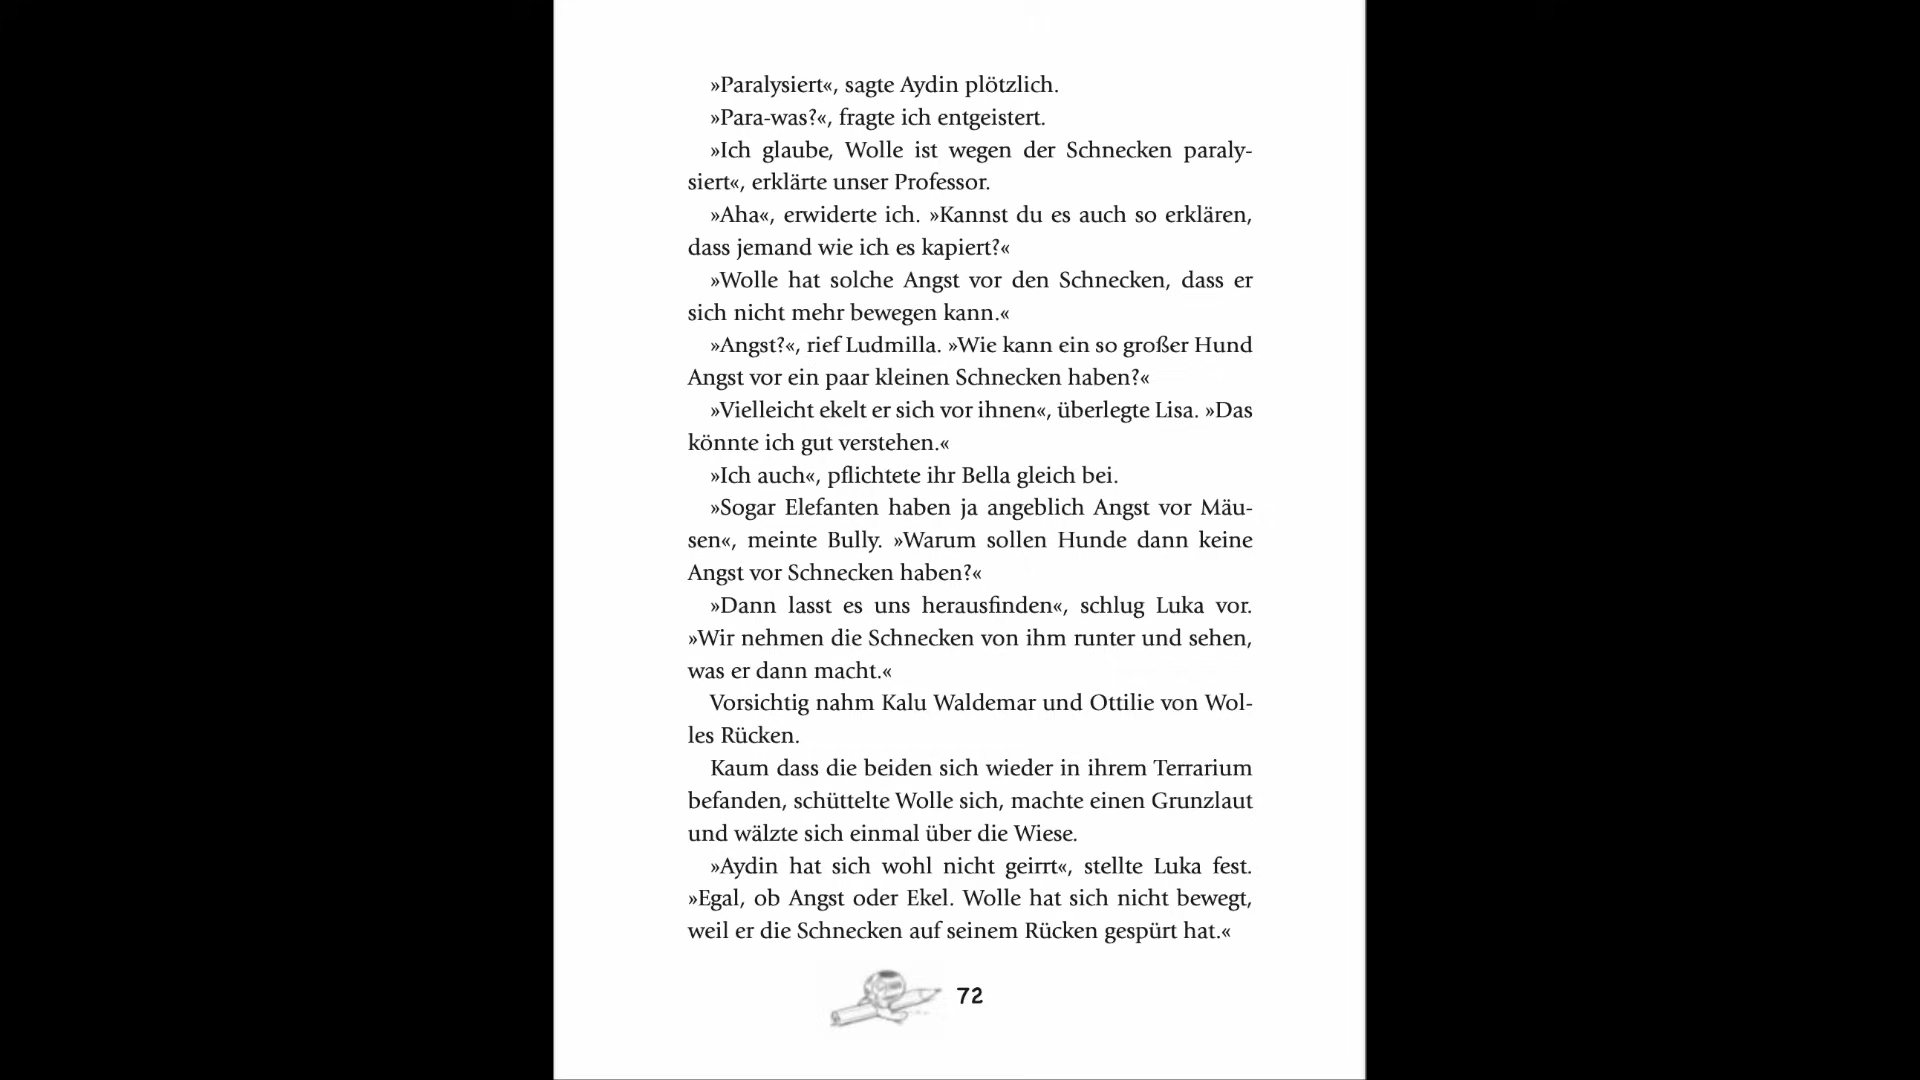 »Paralysiert«, sagte Aydin plötzlich.
»Para-was?«, fragte ich entgeistert.
»Ich glaube, Wolle ist wegen der Schnecken paraly-
siert«, erklärte unser Professor.
»Aha«, erwiderte ich. »Kannst du es auch so erklären,
dass jemand wie ich es kapiert?«
»Wolle hat solche Angst vor den Schnecken, dass er
sich nicht mehr bewegen kann.«
»Angst?«, rief Ludmilla. »Wie kann ein so großer Hund
Angst vor ein paar kleinen Schnecken haben?«
»Vielleicht ekelt er sich vor ihnen«, überlegte Lisa. »Das
könnte ich gut verstehen.«
»Ich auch«, pflichtete ihr Bella gleich bei.
»Sogar Elefanten haben ja angeblich Angst vor Mäu-
sen«, meinte Bully. »Warum sollen Hunde dann keine
Angst vor Schnecken haben?«
»Dann lasst es uns herausfinden«, schlug Luka vor.
»Wir nehmen die Schnecken von ihm runter und sehen,
was er dann macht.«
Vorsichtig nahm Kalu Waldemar und Ottilie von Wol-
les Rücken.
Kaum dass die beiden sich wieder in ihrem Terrarium
befanden, schüttelte Wolle sich, machte einen Grunzlaut
und wälzte sich einmal über die Wiese.
»Aydin hat sich wohl nicht geirrt«, stellte Luka fest.
»Egal, ob Angst oder Ekel. Wolle hat sich nicht bewegt,
weil er die Schnecken auf seinem Rücken gespürt hat.«
72